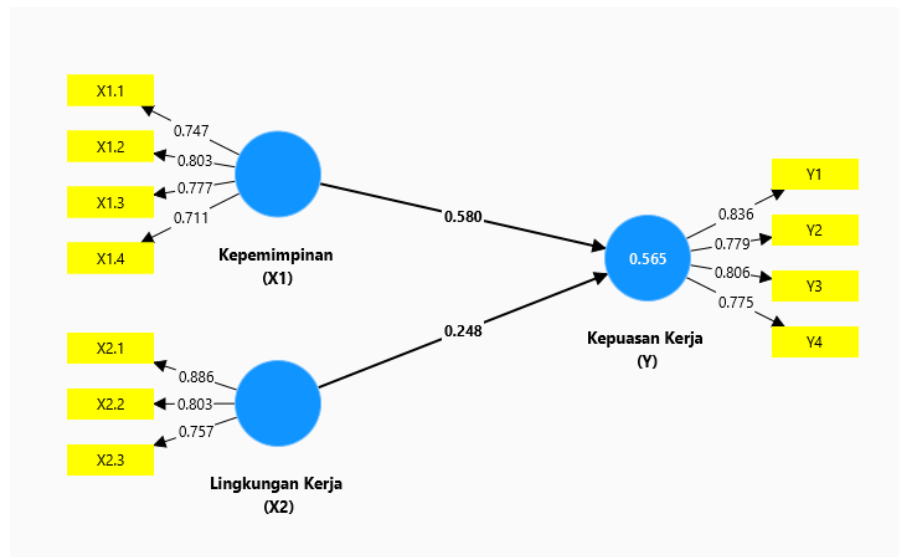 X1.1
0.747
X1.2
0.803
X1.3
0.777
X1.4
0.711
Kepemimpinan
(X1)
X2.1
0.886
X2.2
0.803
X2.3
0.757
Lingkungan Kerja
(X2)
0.580
0.248
0.565
Kepuasan Kerja
(Y)
Y1
0.836
Y2
0.779
Y3
0.806
Y4
0.775